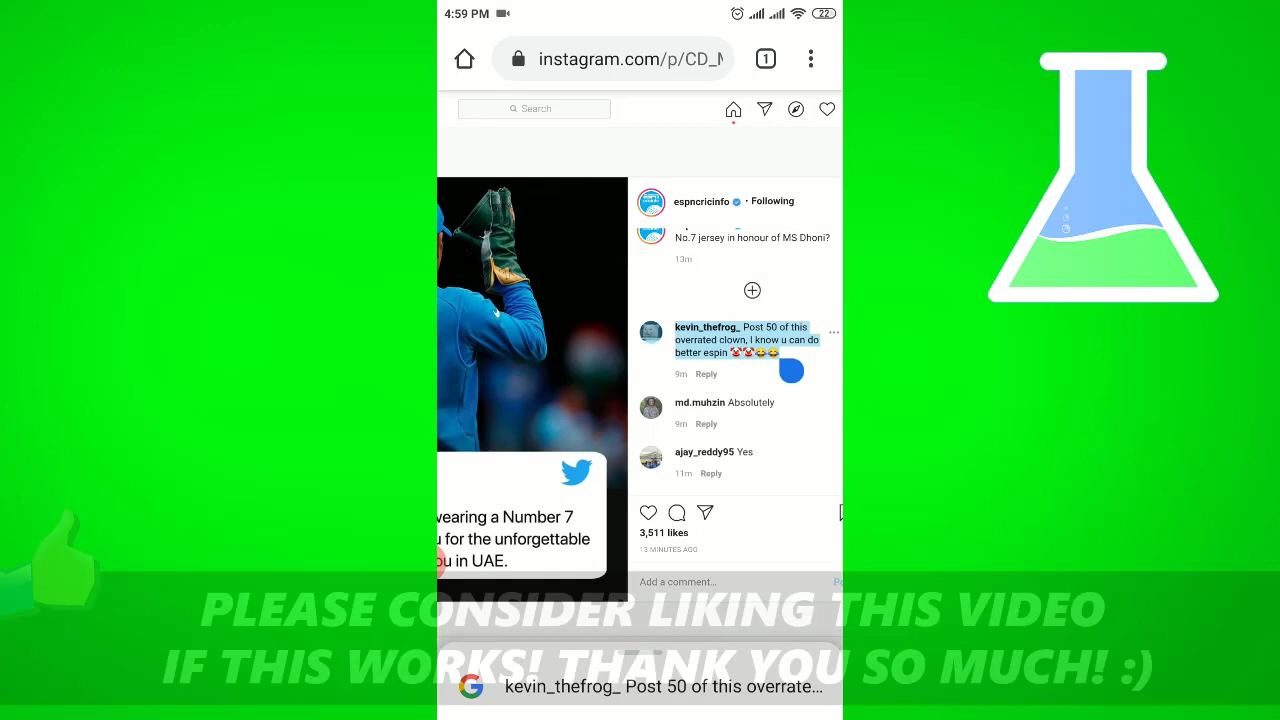 4:59 PM
22
instagram.com/p/CD_M
1
Search
espncricinfo • Following
No.7 jersey in honour of MS Dhoni?
13m
kevin_thefrog_ Post 50 of this
overrated clown, I know u can do
better espin 🤡🤡😂😂
9m Reply
md.muhzin Absolutely
9m Reply
ajay_reddy95 Yes
11m Reply
wearing a Number 7
u for the unforgettable
ou in UAE.
3,511 likes
13 MINUTES AGO
Add a comment...
PLEASE CONSIDER LIKING THIS VIDEO
IF THIS WORKS! THANK YOU SO MUCH! :)
kevin_thefrog_ Post 50 of this overrate...